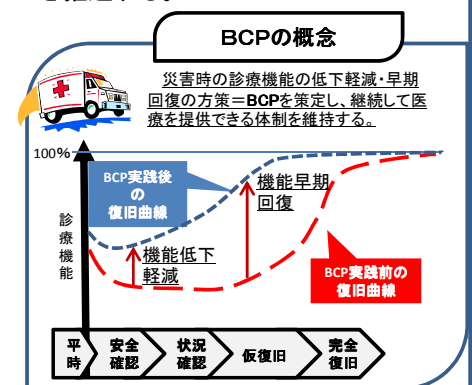 BCPの概念
災害時の診療機能の低下軽減・早期
回復の方策＝BCPを策定し、継続して医
療を提供できる体制を維持する。
100%
BCP実践後
の
復旧曲線
機能早期
回復
診療機能
機能低下
軽減
BCP実践前の
復旧曲線
平時
安全
確認
状況
確認
仮復旧
完全
復旧